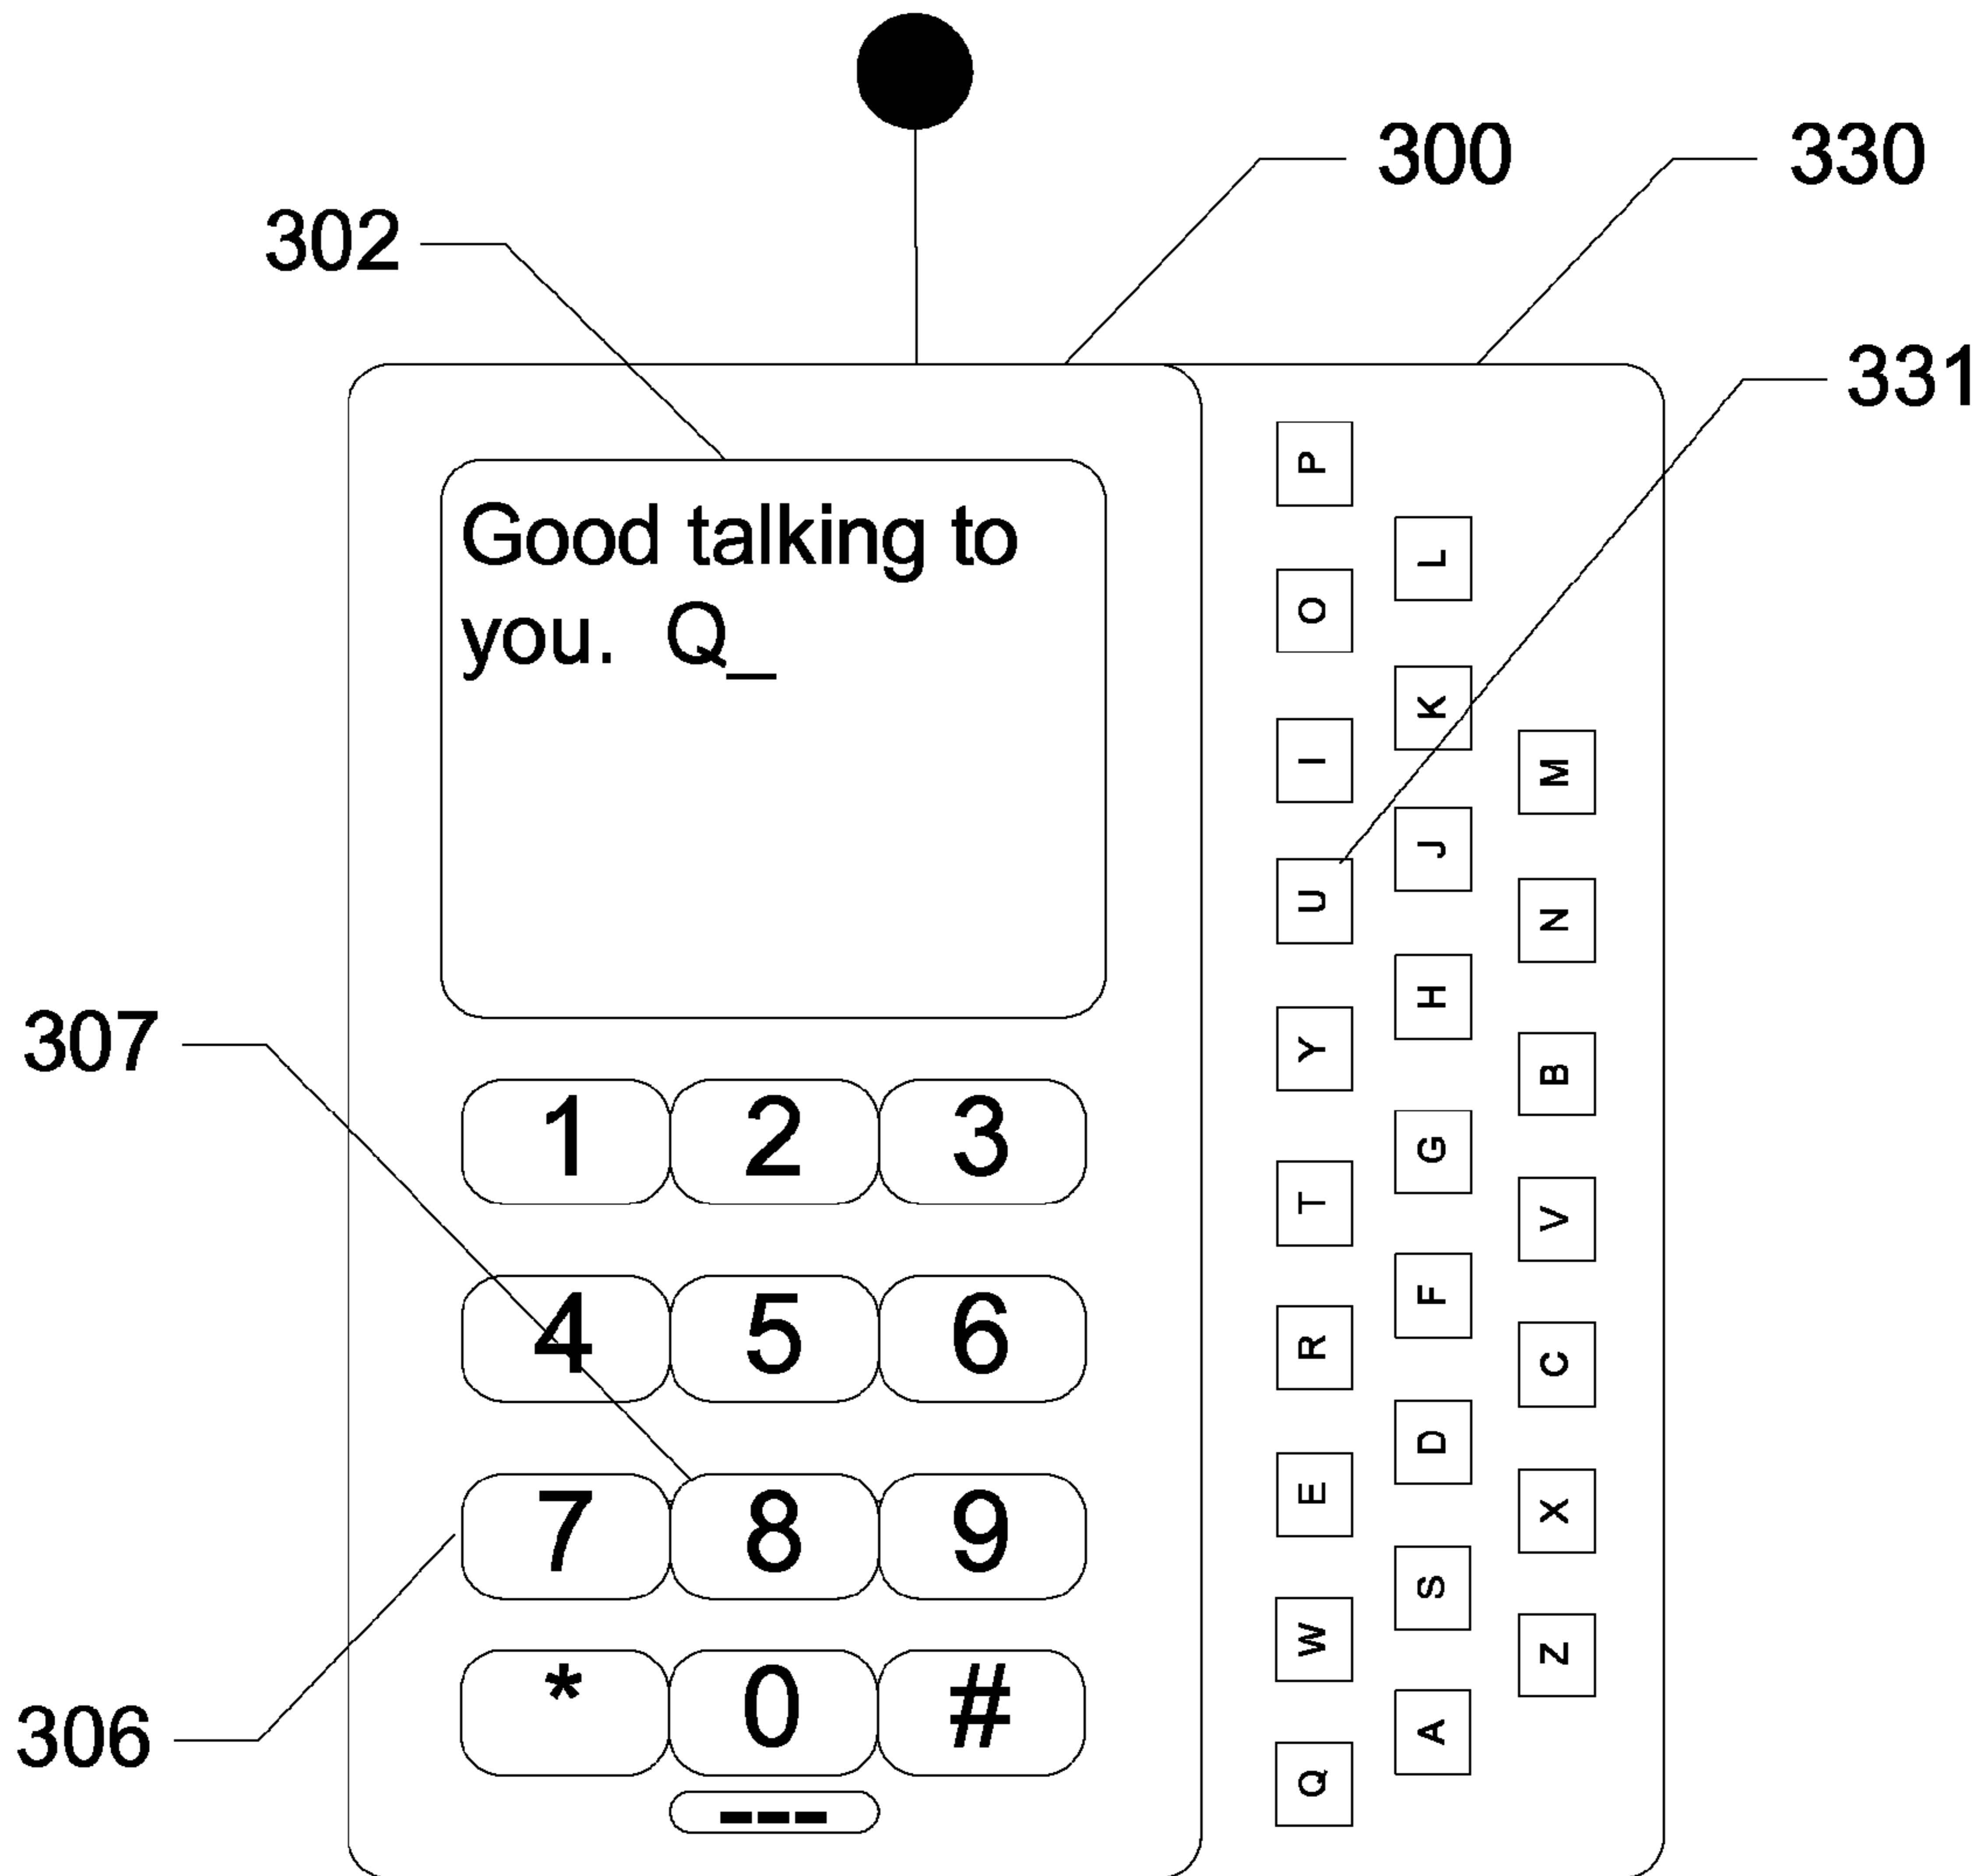 300
330
302
331
Good talking to
you. Q_
307
1 2 3
4 5 6
7 8 9
306
* 0 #
---
Q W E R T Y U I O P
A S D F G H J K L
Z X C V B N M